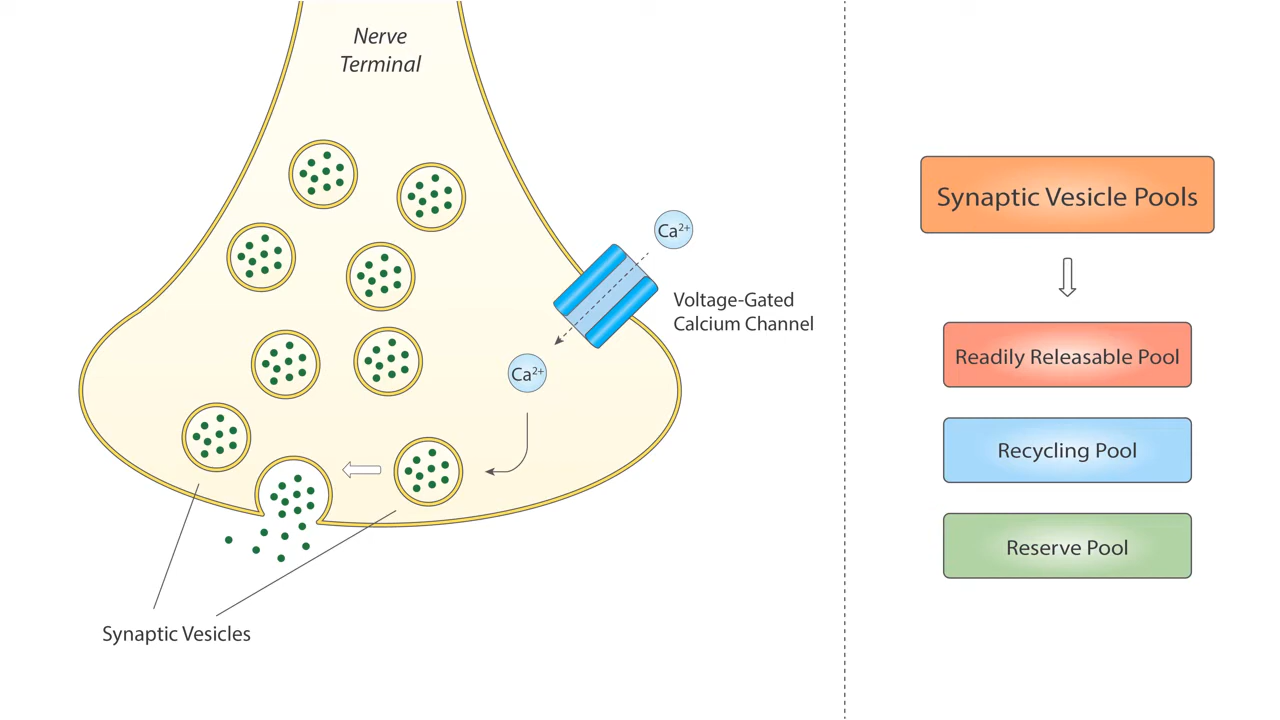 Nerve
Terminal
Ca²⁺
Voltage-Gated
Calcium Channel
Ca²⁺
Synaptic Vesicles
Synaptic Vesicle Pools
Readily Releasable Pool
Recycling Pool
Reserve Pool